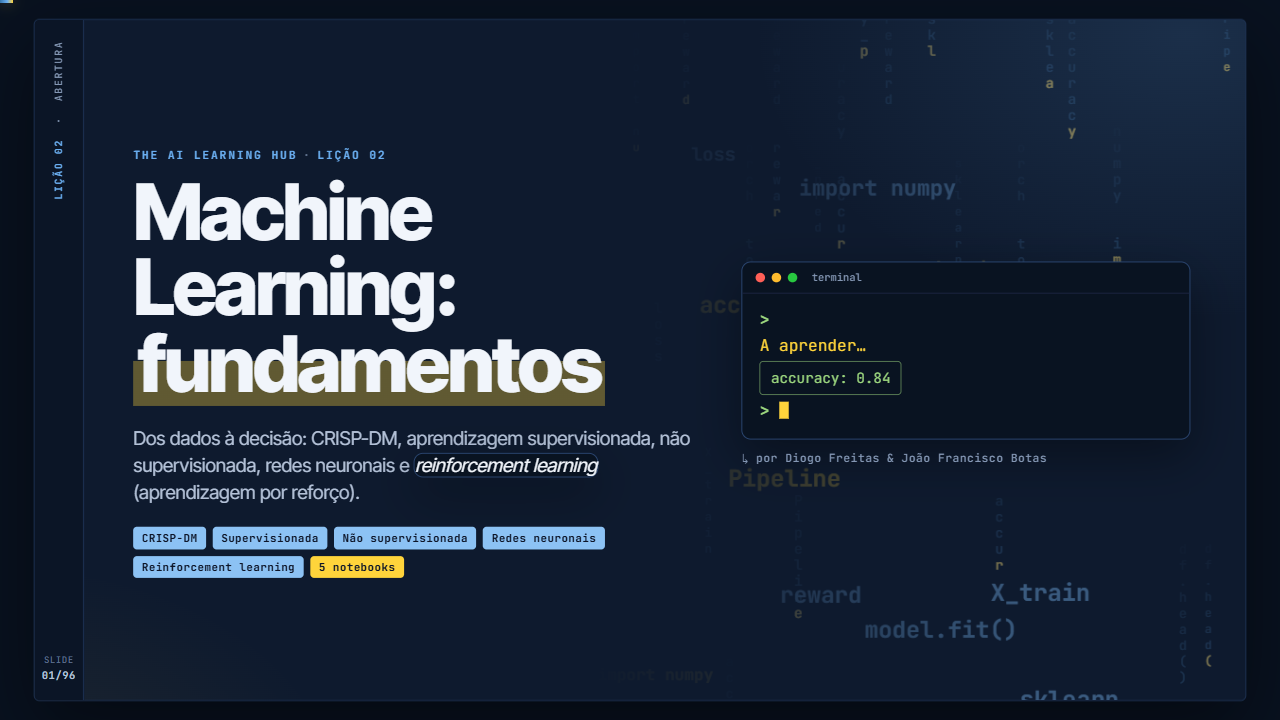 LIÇÃO 02 · ABERTURA
THE AI LEARNING HUB · LIÇÃO 02
Machine
Learning:
fundamentos
Dos dados à decisão: CRISP-DM, aprendizagem supervisionada, não
supervisionada, redes neuronais e reinforcement learning
(aprendizagem por reforço).
CRISP-DM Supervisionada Não supervisionada Redes neuronais
Reinforcement learning 5 notebooks
loss
import numpy
acc
terminal
>
A aprender…
accuracy: 0.84
>
↳ por Diogo Freitas & João Francisco Botas
Pipeline
reward
X_train
model.fit()
numpy
SLIDE
01/96